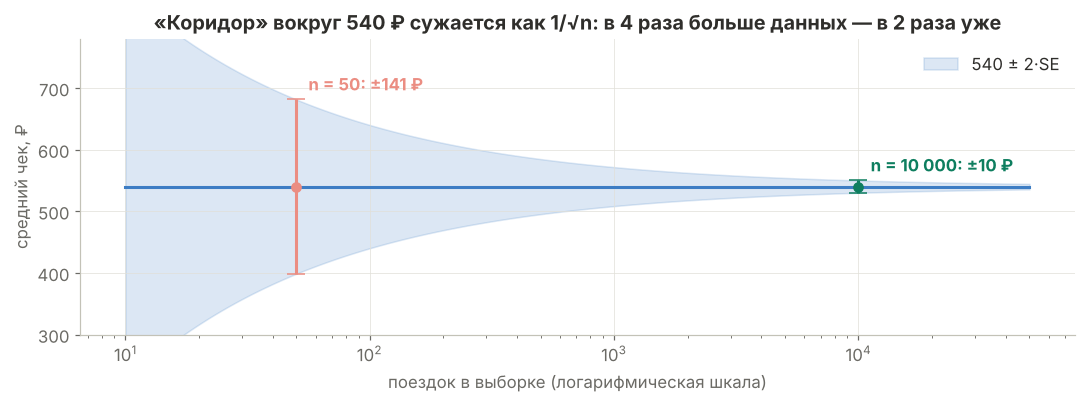 «Коридор» вокруг 540 ₽ сужается как 1/√n: в 4 раза больше данных — в 2 раза уже
540 ± 2·SE
n = 50: ±141 ₽
n = 10 000: ±10 ₽
средний чек, ₽
700
600
500
400
300
10¹
10²
10³
10⁴
поездок в выборке (логарифмическая шкала)